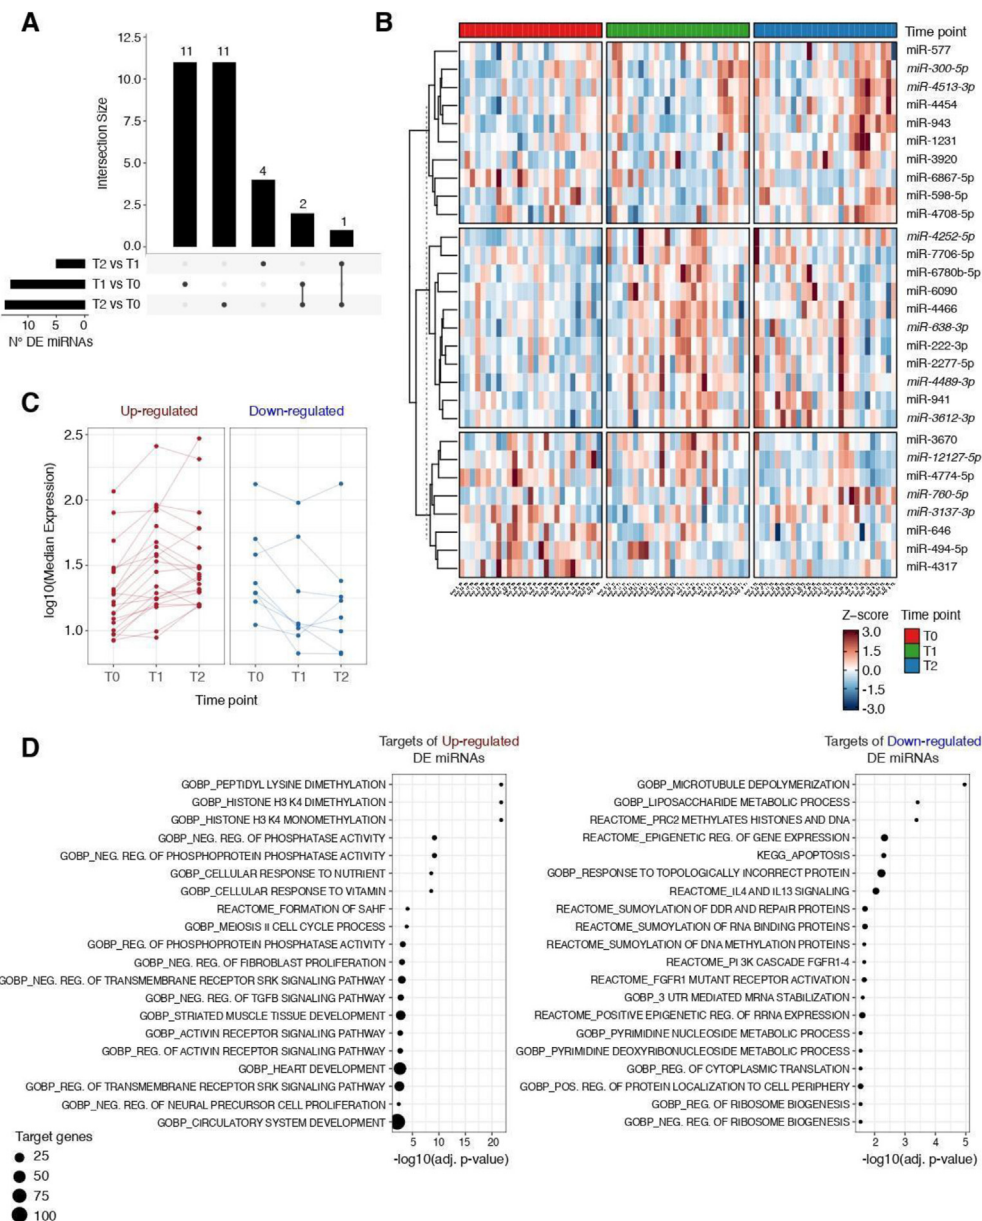 A
12.5
10.0
7.5
5.0
2.5
0.0
Intersection Size
11
11
4
2
1
T2 vs T1
T1 vs T0
T2 vs T0
10 5 0
N° DE miRNAs
B
Time point
miR-577
miR-300-5p
miR-4513-3p
miR-4454
miR-943
miR-1231
miR-3920
miR-6867-5p
miR-598-5p
miR-4708-5p
miR-4252-5p
miR-7706-5p
miR-6780b-5p
miR-6090
miR-4466
miR-638-3p
miR-222-3p
miR-2277-5p
miR-4489-3p
miR-941
miR-3612-3p
miR-3670
miR-12127-5p
miR-4774-5p
miR-760-5p
miR-3137-3p
miR-646
miR-494-5p
miR-4317
Z-score
3.0
1.5
0.0
-1.5
-3.0
Time point
T0
T1
T2
C
Up-regulated
Down-regulated
2.5
2.0
1.5
1.0
log10(Median Expression)
T0 T1 T2
T0 T1 T2
Time point
D
Targets of Up-regulated
DE miRNAs
GOBP_PEPTIDYL LYSINE DIMETHYLATION
GOBP_HISTONE H3 K4 DIMETHYLATION
GOBP_HISTONE H3 K4 MONOMETHYLATION
GOBP_NEG. REG. OF PHOSPHATASE ACTIVITY
GOBP_NEG. REG. OF PHOSPHOPROTEIN PHOSPHATASE ACTIVITY
GOBP_CELLULAR RESPONSE TO NUTRIENT
GOBP_CELLULAR RESPONSE TO VITAMIN
REACTOME_FORMATION OF SAHF
GOBP_MEIOSIS II CELL CYCLE PROCESS
GOBP_REG. OF PHOSPHOPROTEIN PHOSPHATASE ACTIVITY
GOBP_NEG. REG. OF FIBROBLAST PROLIFERATION
GOBP_NEG. REG. OF TRANSMEMBRANE RECEPTOR SRK SIGNALING PATHWAY
GOBP_NEG. REG. OF TGFB SIGNALING PATHWAY
GOBP_STRIATED MUSCLE TISSUE DEVELOPMENT
GOBP_ACTIVIN RECEPTOR SIGNALING PATHWAY
GOBP_REG. OF ACTIVIN RECEPTOR SIGNALING PATHWAY
GOBP_HEART DEVELOPMENT
GOBP_REG. OF TRANSMEMBRANE RECEPTOR SRK SIGNALING PATHWAY
GOBP_NEG. REG. OF NEURAL PRECURSOR CELL PROLIFERATION
GOBP_CIRCULATORY SYSTEM DEVELOPMENT
5 10 15 20
-log10(adj. p-value)
Target genes
25
50
75
100
Targets of Down-regulated
DE miRNAs
GOBP_MICROTUBULE DEPOLYMERIZATION
GOBP_LIPOSACCHARIDE METABOLIC PROCESS
REACTOME_PRC2 METHYLATES HISTONES AND DNA
REACTOME_EPIGENETIC REG. OF GENE EXPRESSION
KEGG_APOPTOSIS
GOBP_RESPONSE TO TOPOLOGICALLY INCORRECT PROTEIN
REACTOME_IL4 AND IL13 SIGNALING
REACTOME_SUMOYLATION OF DDR AND REPAIR PROTEINS
REACTOME_SUMOYLATION OF RNA BINDING PROTEINS
REACTOME_SUMOYLATION OF DNA METHYLATION PROTEINS
REACTOME_PI 3K CASCADE FGFR1-4
REACTOME_FGFR1 MUTANT RECEPTOR ACTIVATION
GOBP_3 UTR MEDIATED MRNA STABILIZATION
REACTOME_POSITIVE EPIGENETIC REG. OF RRNA EXPRESSION
GOBP_PYRIMIDINE NUCLEOSIDE METABOLIC PROCESS
GOBP_PYRIMIDINE DEOXYRIBONUCLEOSIDE METABOLIC PROCESS
GOBP_REG. OF CYTOPLASMIC TRANSLATION
GOBP_POS. REG. OF PROTEIN LOCALIZATION TO CELL PERIPHERY
GOBP_REG. OF RIBOSOME BIOGENESIS
GOBP_NEG. REG. OF RIBOSOME BIOGENESIS
2 3 4 5
-log10(adj. p-value)